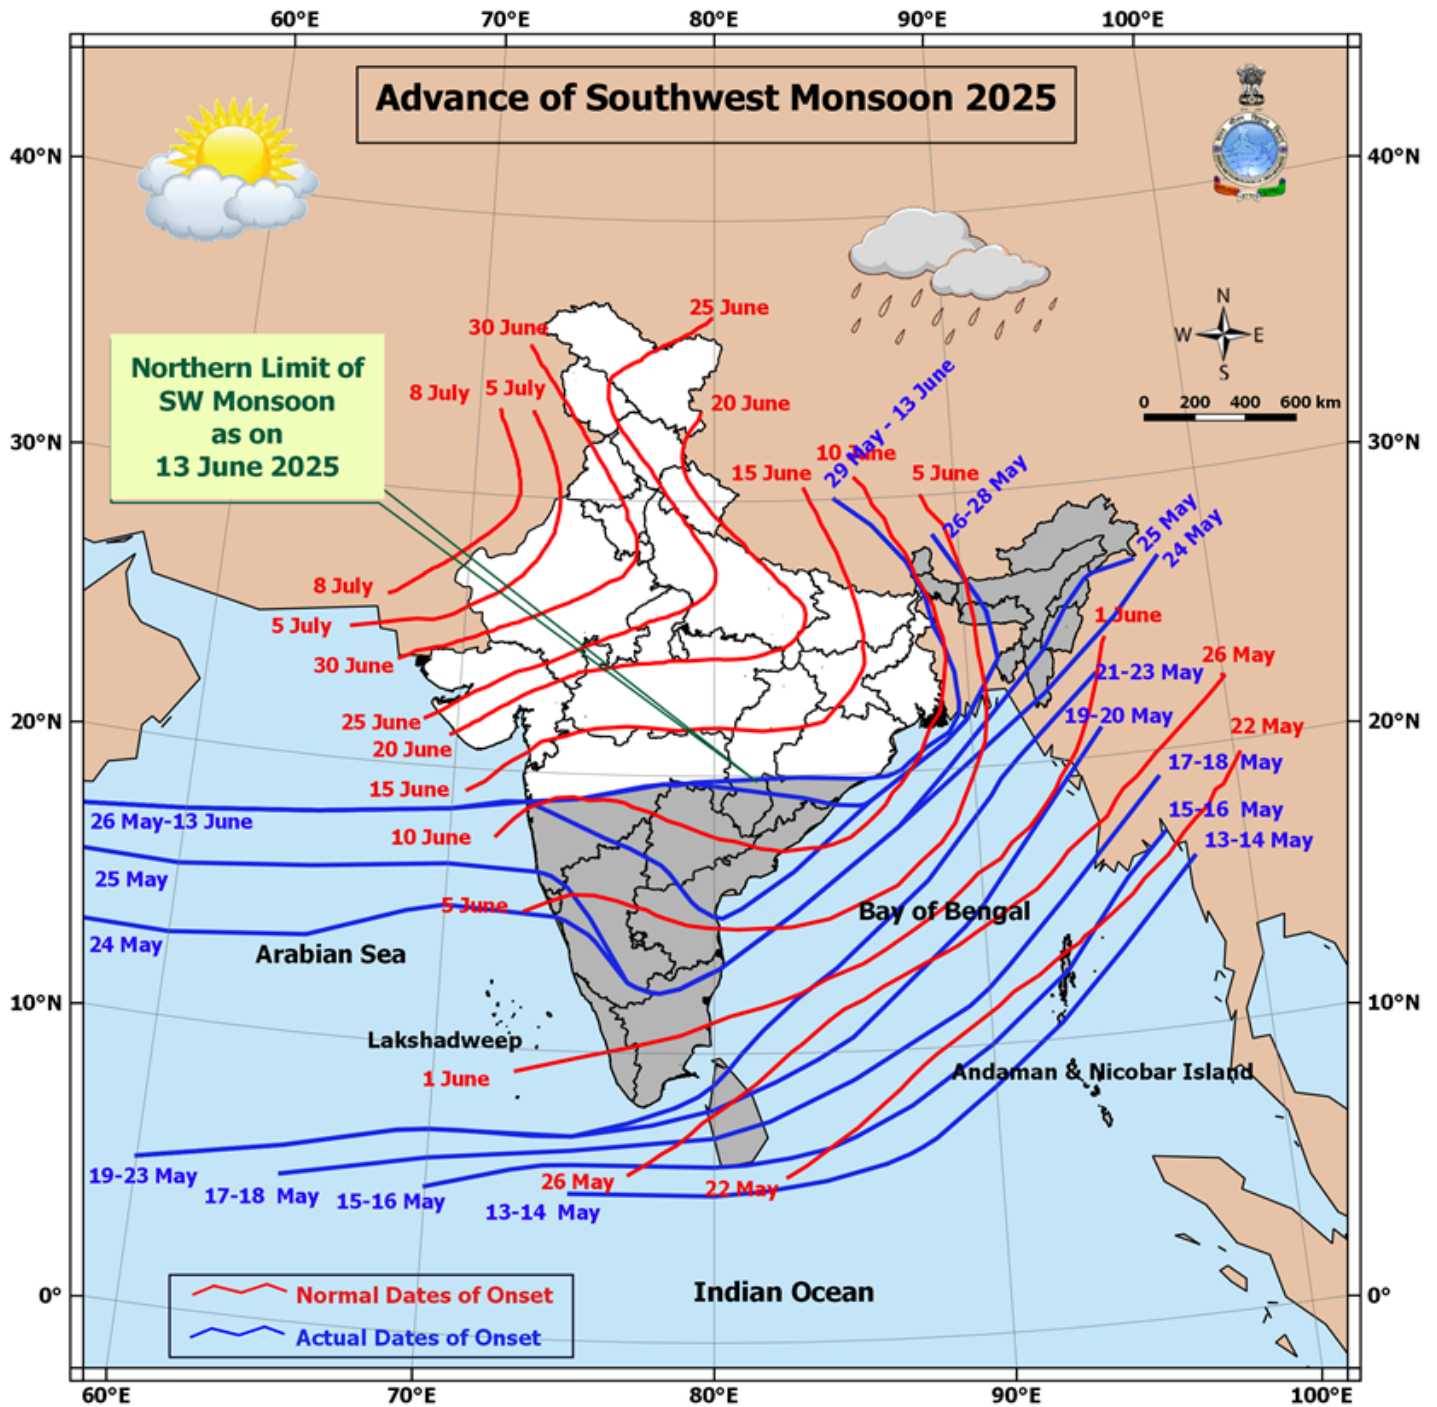 60°E
70°E
80°E
90°E
100°E
Advance of Southwest Monsoon 2025
40°N
40°N
N
W
E
S
0 200 400 600 km
25 June
30 June
Northern Limit of
SW Monsoon
as on
13 June 2025
8 July
5 July
20 June
29 May - 13 June
10 June
15 June
5 June
26-28 May
30°N
30°N
25 May
24 May
8 July
5 July
1 June
30 June
26 May
21-23 May
25 June
20°N
20°N
19-20 May
22 May
20 June
17-18 May
15 June
15-16 May
26 May-13 June
10 June
13-14 May
25 May
5 June
Bay of Bengal
24 May
Arabian Sea
10°N
10°N
Lakshadweep
1 June
Andaman & Nicobar Island
19-23 May
17-18 May
15-16 May
26 May
22 May
13-14 May
Normal Dates of Onset
Actual Dates of Onset
Indian Ocean
0°
0°
60°E
70°E
80°E
90°E
100°E